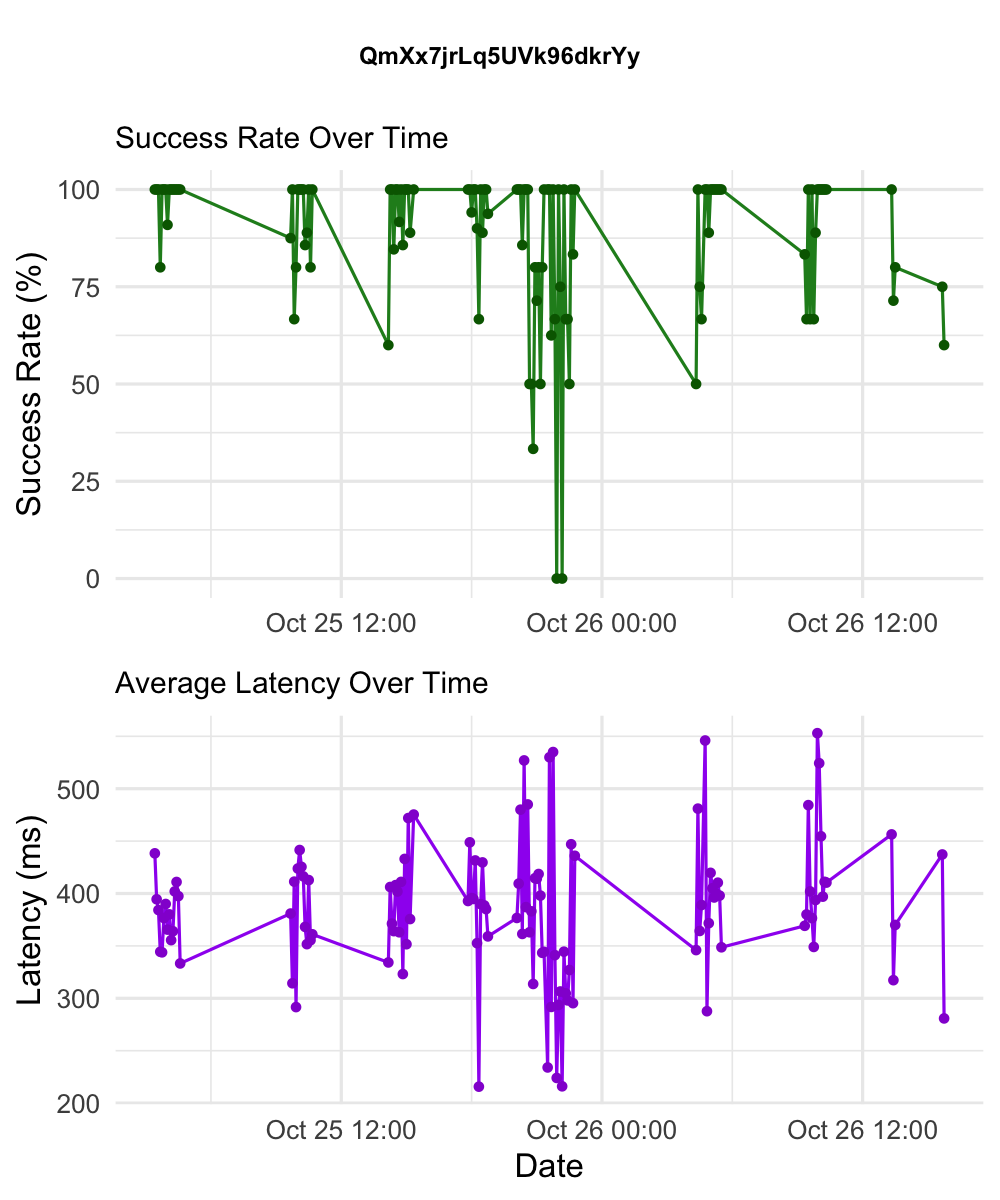 QmXx7jrLq5UVk96dkrYy
Success Rate Over Time
Success Rate (%)
100
75
50
25
0
Oct 25 12:00 Oct 26 00:00 Oct 26 12:00
Average Latency Over Time
Latency (ms)
500
400
300
200
Oct 25 12:00 Oct 26 00:00 Oct 26 12:00
Date